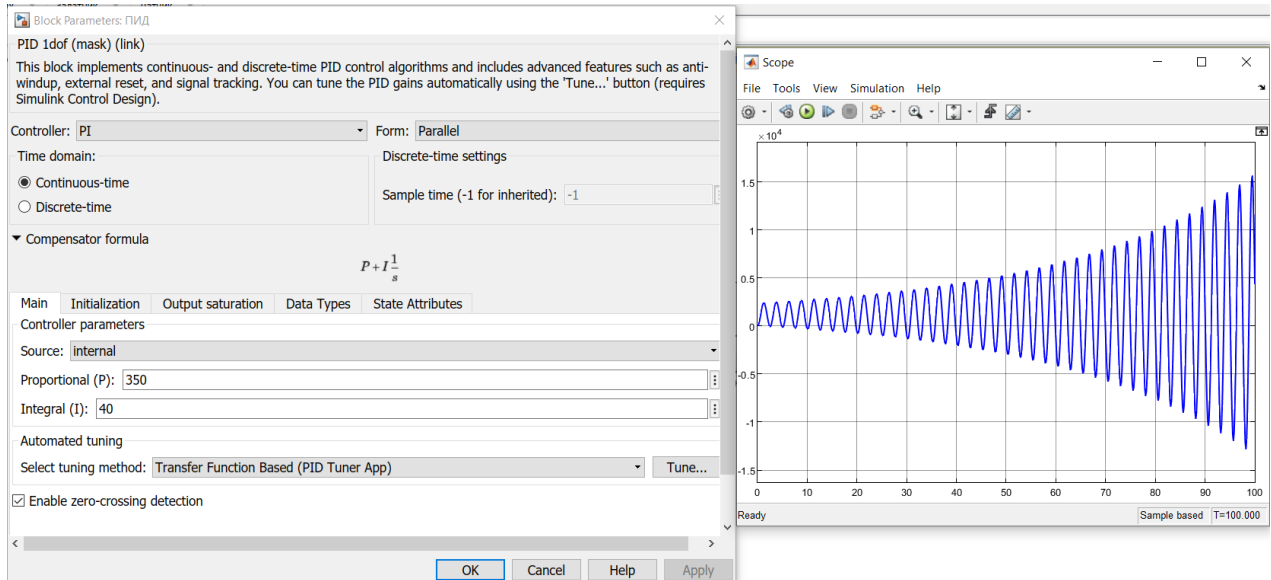 Block Parameters: ПИД
PID 1dof (mask) (link)
This block implements continuous- and discrete-time PID control algorithms and includes advanced features such as anti-
windup, external reset, and signal tracking. You can tune the PID gains automatically using the 'Tune...' button (requires
Simulink Control Design).
Controller: PI
Form: Parallel
Time domain:
Continuous-time
Discrete-time
Discrete-time settings
Sample time (-1 for inherited): -1
Compensator formula
P+I 1/s
Main Initialization Output saturation Data Types State Attributes
Controller parameters
Source: internal
Proportional (P): 350
Integral (I): 40
Automated tuning
Select tuning method: Transfer Function Based (PID Tuner App)
Tune...
Enable zero-crossing detection
OK Cancel Help Apply
Scope
File Tools View Simulation Help
×10^4
1.5
1
0.5
0
-0.5
-1
-1.5
0 10 20 30 40 50 60 70 80 90 100
Ready
Sample based T=100.000